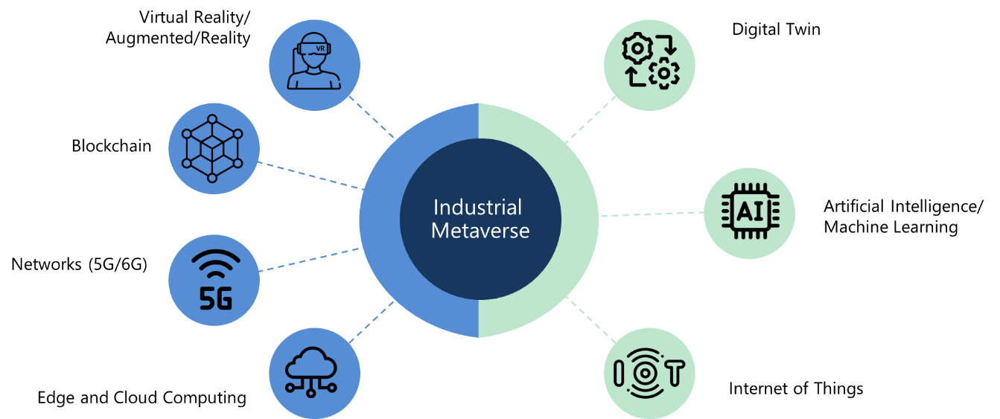 Virtual Reality/
Augmented/Reality
VR
Digital Twin
Blockchain
Industrial
Metaverse
AI
Artificial Intelligence/
Machine Learning
Networks (5G/6G)
5G
Edge and Cloud Computing
IOT
Internet of Things